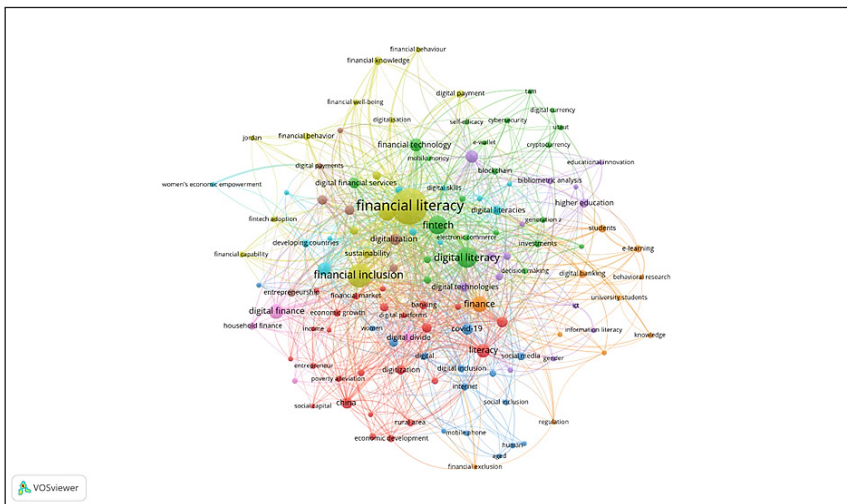 financial behaviour
financial knowledge
digital payment
tam
financial well-being
digital currency
digitalisation
self-efficacy
cybersecurity
utaut
jordan
financial behavior
e-wallet
cryptocurrency
financial technology
mobile money
educational innovation
digital payments
blockchain
bibliometric analysis
women's economic empowerment
digital financial services
digital skills
higher education
financial literacy
digital literacies
fintech adoption
fintech
generation z
students
developing countries
digitalization
electronic commerce
investments
e-learning
financial capability
sustainability
digital literacy
decision making
financial inclusion
digital banking
behavioral research
entrepreneurship
financial market
digital technologies
ict
university students
digital finance
economic growth
banking
finance
digital platforms
household finance
income
women
covid-19
information literacy
knowledge
digital divide
literacy
entrepreneur
digital
social media
gender
poverty alleviation
digitization
digital inclusion
internet
social capital
china
social inclusion
rural area
regulation
economic development
mobile phone
human
aged
financial exclusion
VOSviewer